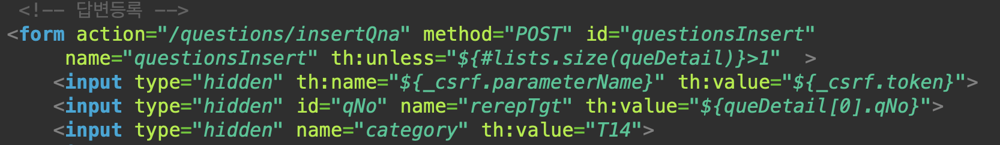 <!-- 답변등록 -->
<form action="/questions/insertQna" method="POST" id="questionsInsert"
name="questionsInsert" th:unless="${#lists.size(queDetail)}>1"  >
<input type="hidden" th:name="${_csrf.parameterName}" th:value="${_csrf.token}">
<input type="hidden" id="qNo" name="rerepTgt" th:value="${queDetail[0].qNo}">
<input type="hidden" name="category" th:value="T14">